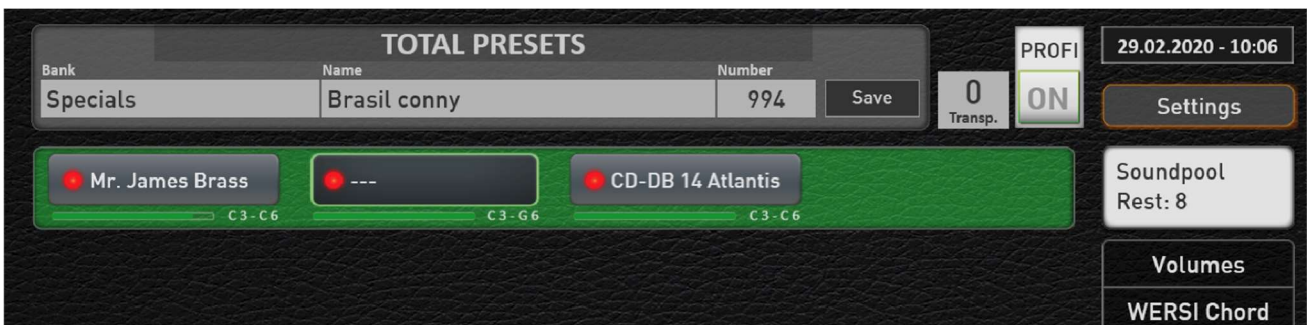 TOTAL PRESETS
Bank Name Number
Specials Brasil conny 994 Save
0
Transp.
PROFI
ON
29.02.2020 - 10:06
Settings
Mr. James Brass --- CD-DB 14 Atlantis
C3-C6 C3-G6 C3-C6
Soundpool
Rest: 8
Volumes
WERSI Chord